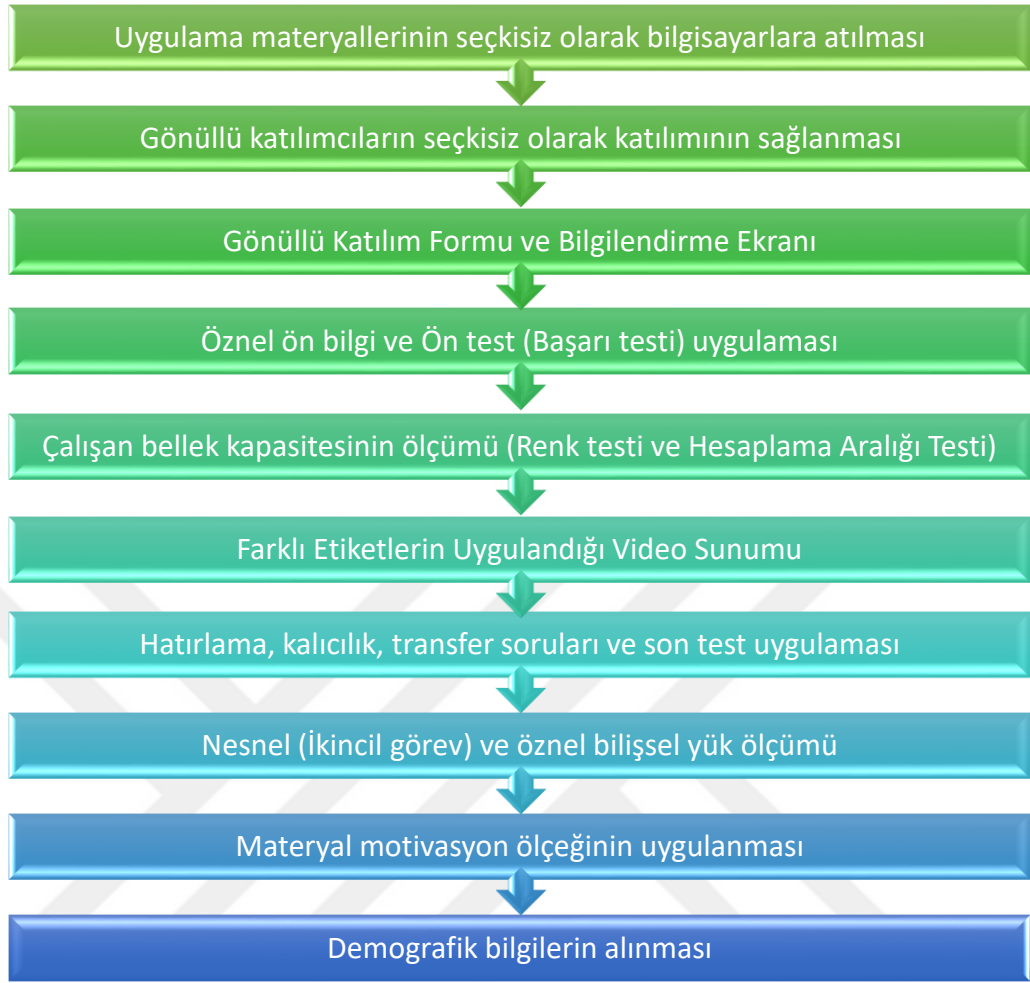 Uygulama materyallerinin seçkisiz olarak bilgisayarlara atılması
Gönüllü katılımcıların seçkisiz olarak katılımının sağlanması
Gönüllü Katılım Formu ve Bilgilendirme Ekranı
Öznel ön bilgi ve Ön test (Başarı testi) uygulaması
Çalışan bellek kapasitesinin ölçümü (Renk testi ve Hesaplama Aralığı Testi)
Farklı Etiketlerin Uygulandığı Video Sunumu
Hatırlama, kalıcılık, transfer soruları ve son test uygulaması
Nesnel (İkincil görev) ve öznel bilişsel yük ölçümü
Materyal motivasyon ölçeğinin uygulanması
Demografik bilgilerin alınması